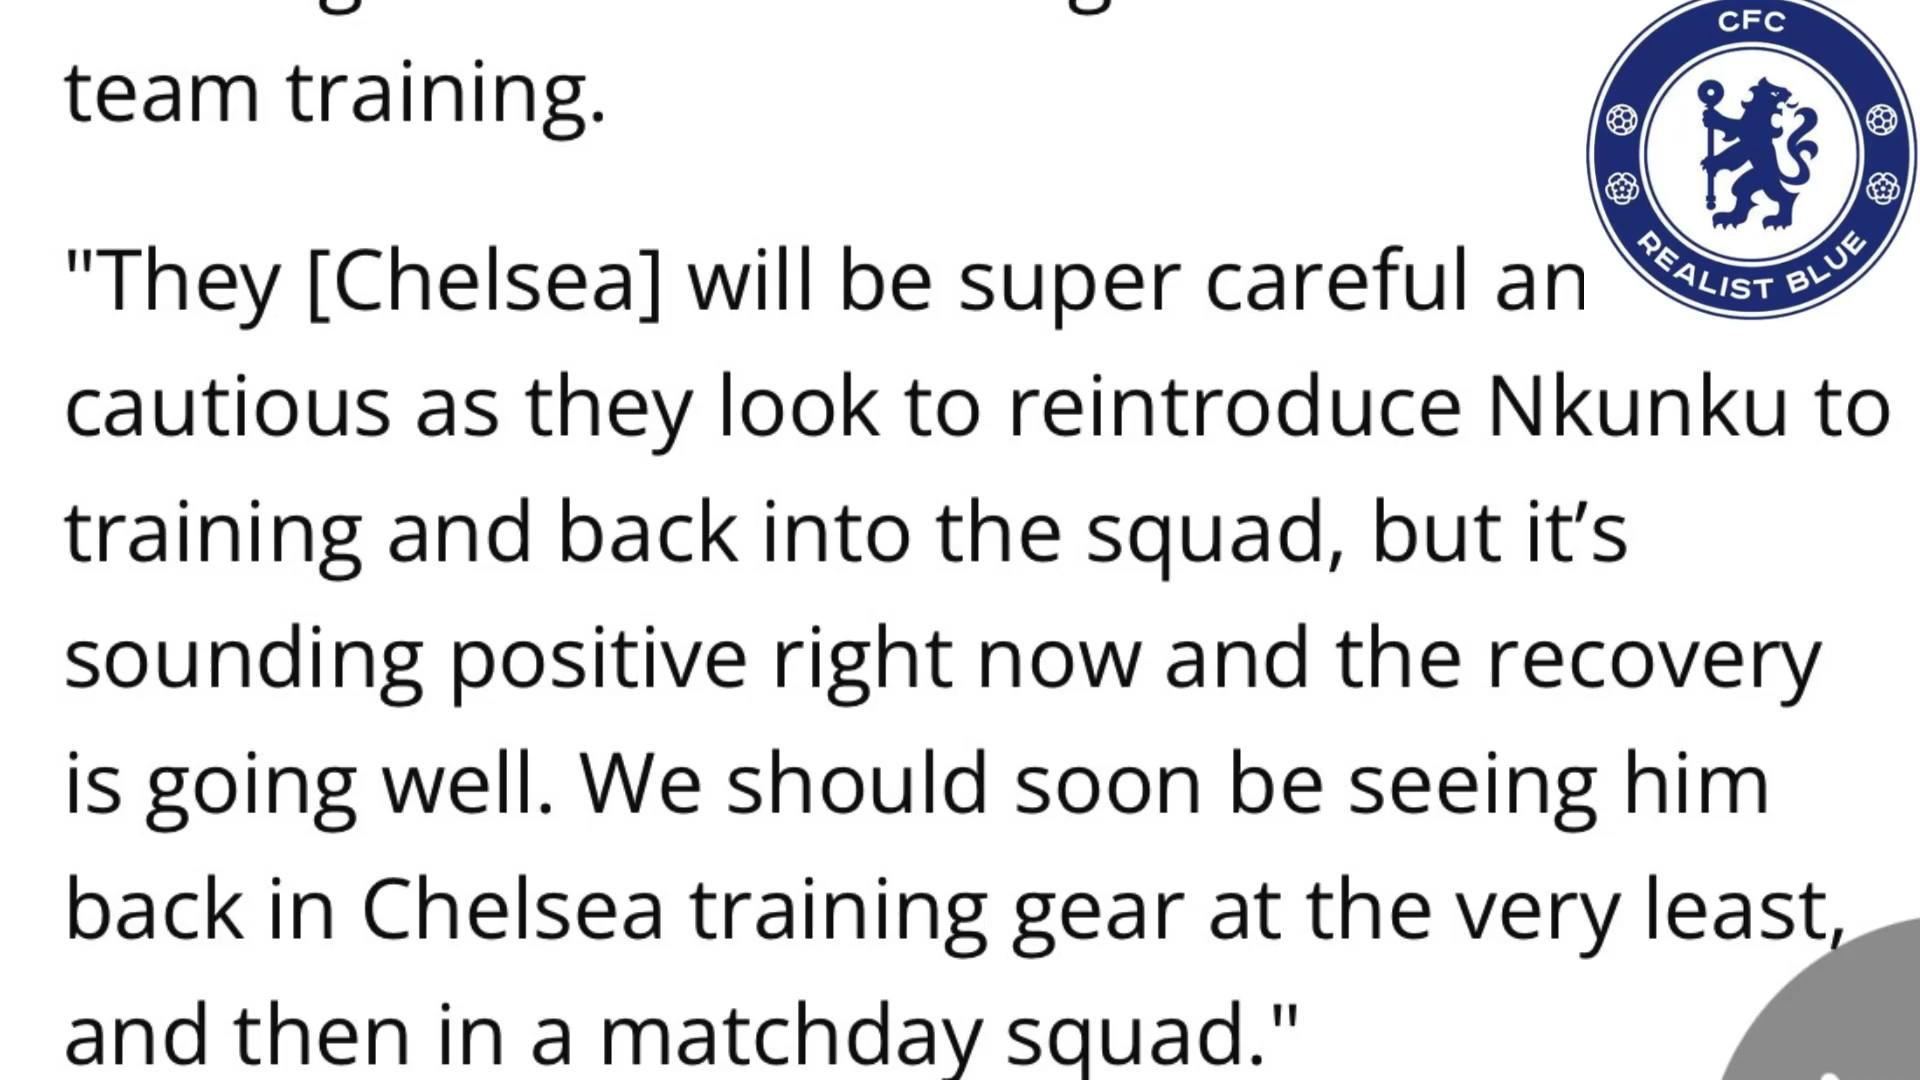 team training.
"They [Chelsea] will be super careful an
cautious as they look to reintroduce Nkunku to
training and back into the squad, but it’s
sounding positive right now and the recovery
is going well. We should soon be seeing him
back in Chelsea training gear at the very least,
and then in a matchday squad."
CFC
REALIST BLUE